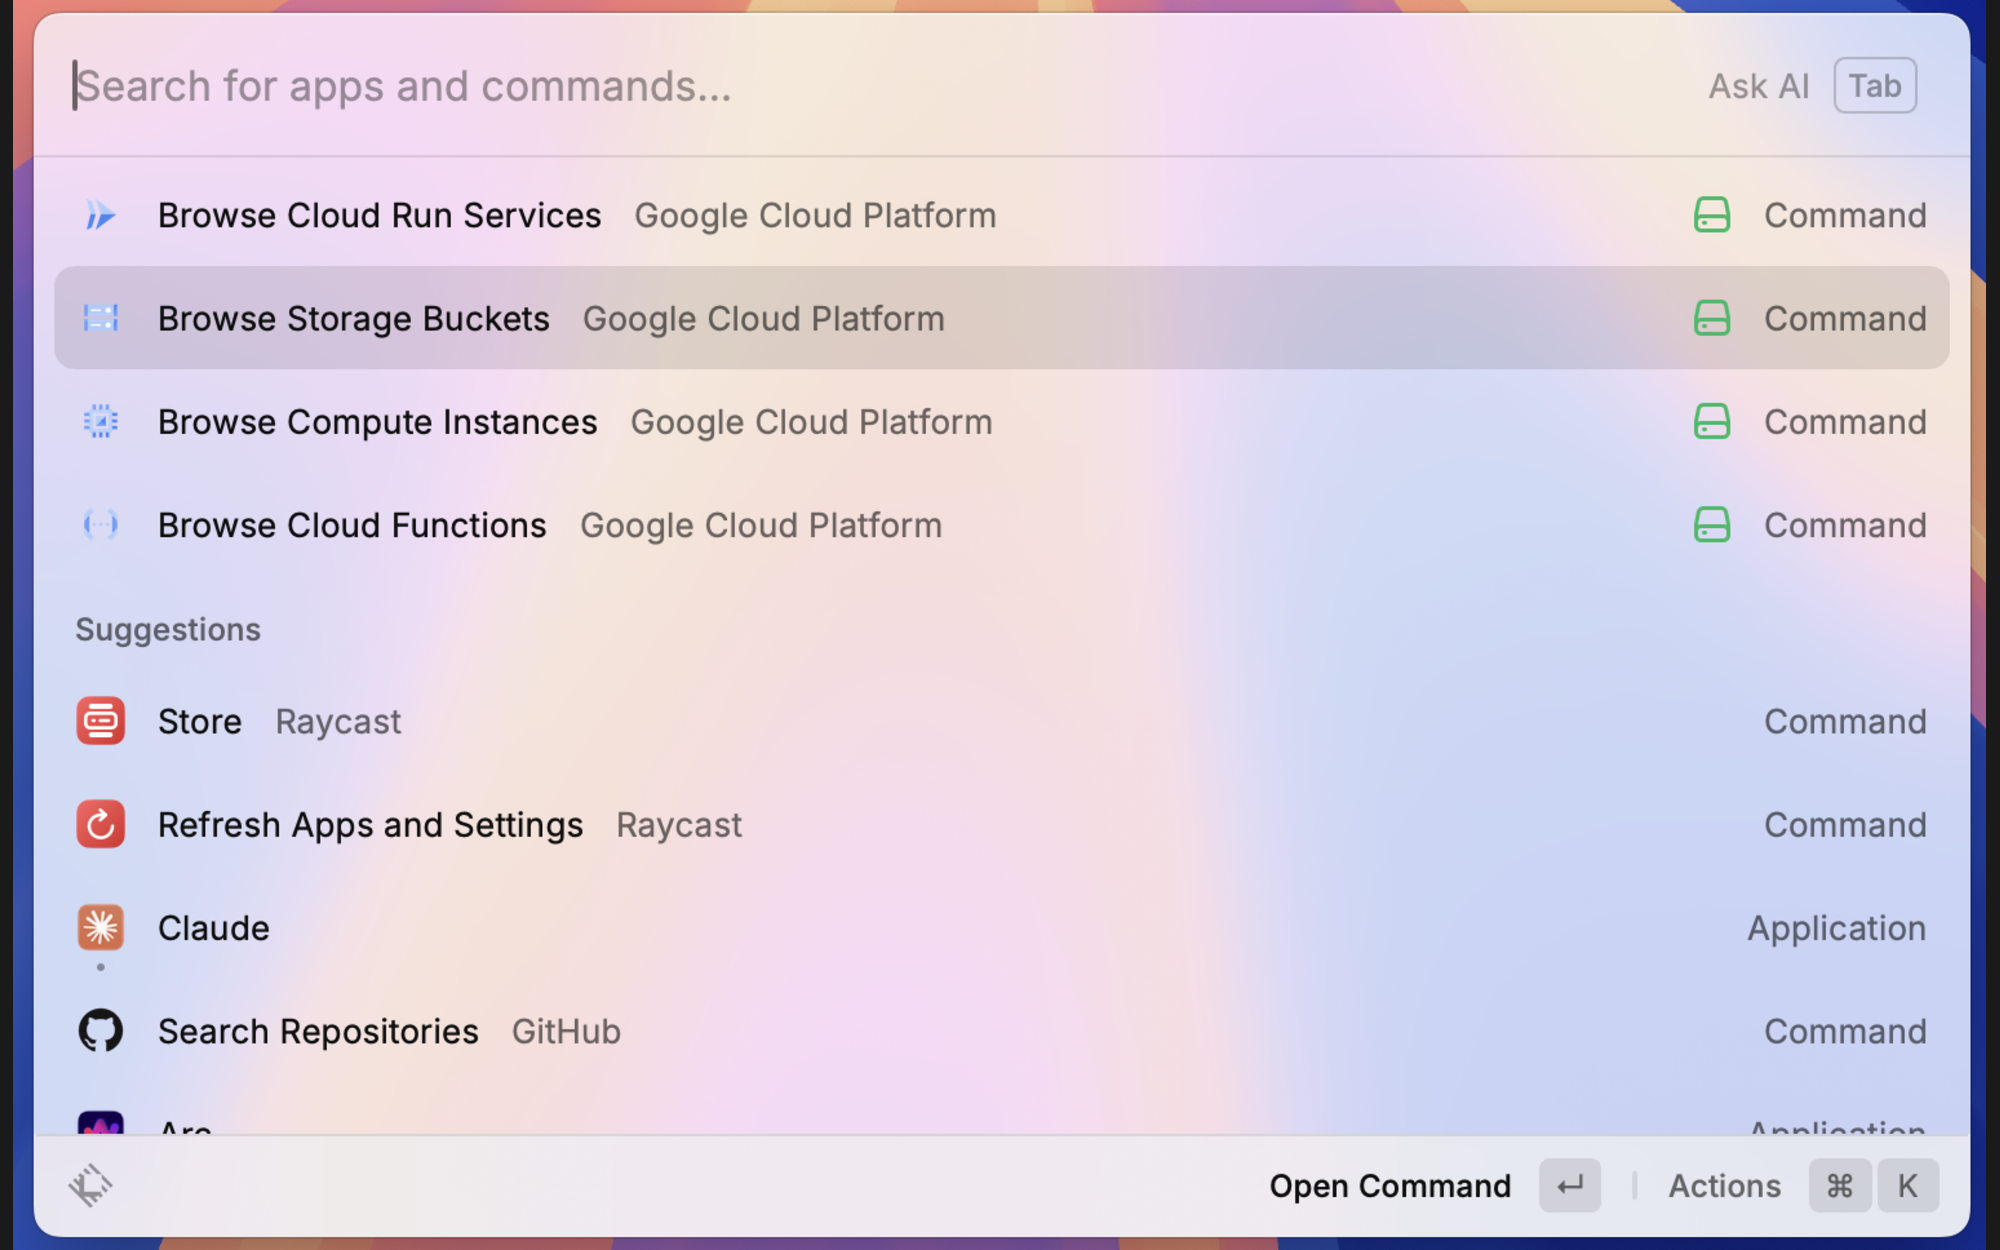 Search for apps and commands... Ask AI Tab
Browse Cloud Run Services Google Cloud Platform Command
Browse Storage Buckets Google Cloud Platform Command
Browse Compute Instances Google Cloud Platform Command
Browse Cloud Functions Google Cloud Platform Command
Suggestions
Store Raycast Command
Refresh Apps and Settings Raycast Command
Claude Application
Search Repositories GitHub Command
Arc Application
Open Command ↵ Actions ⌘ K